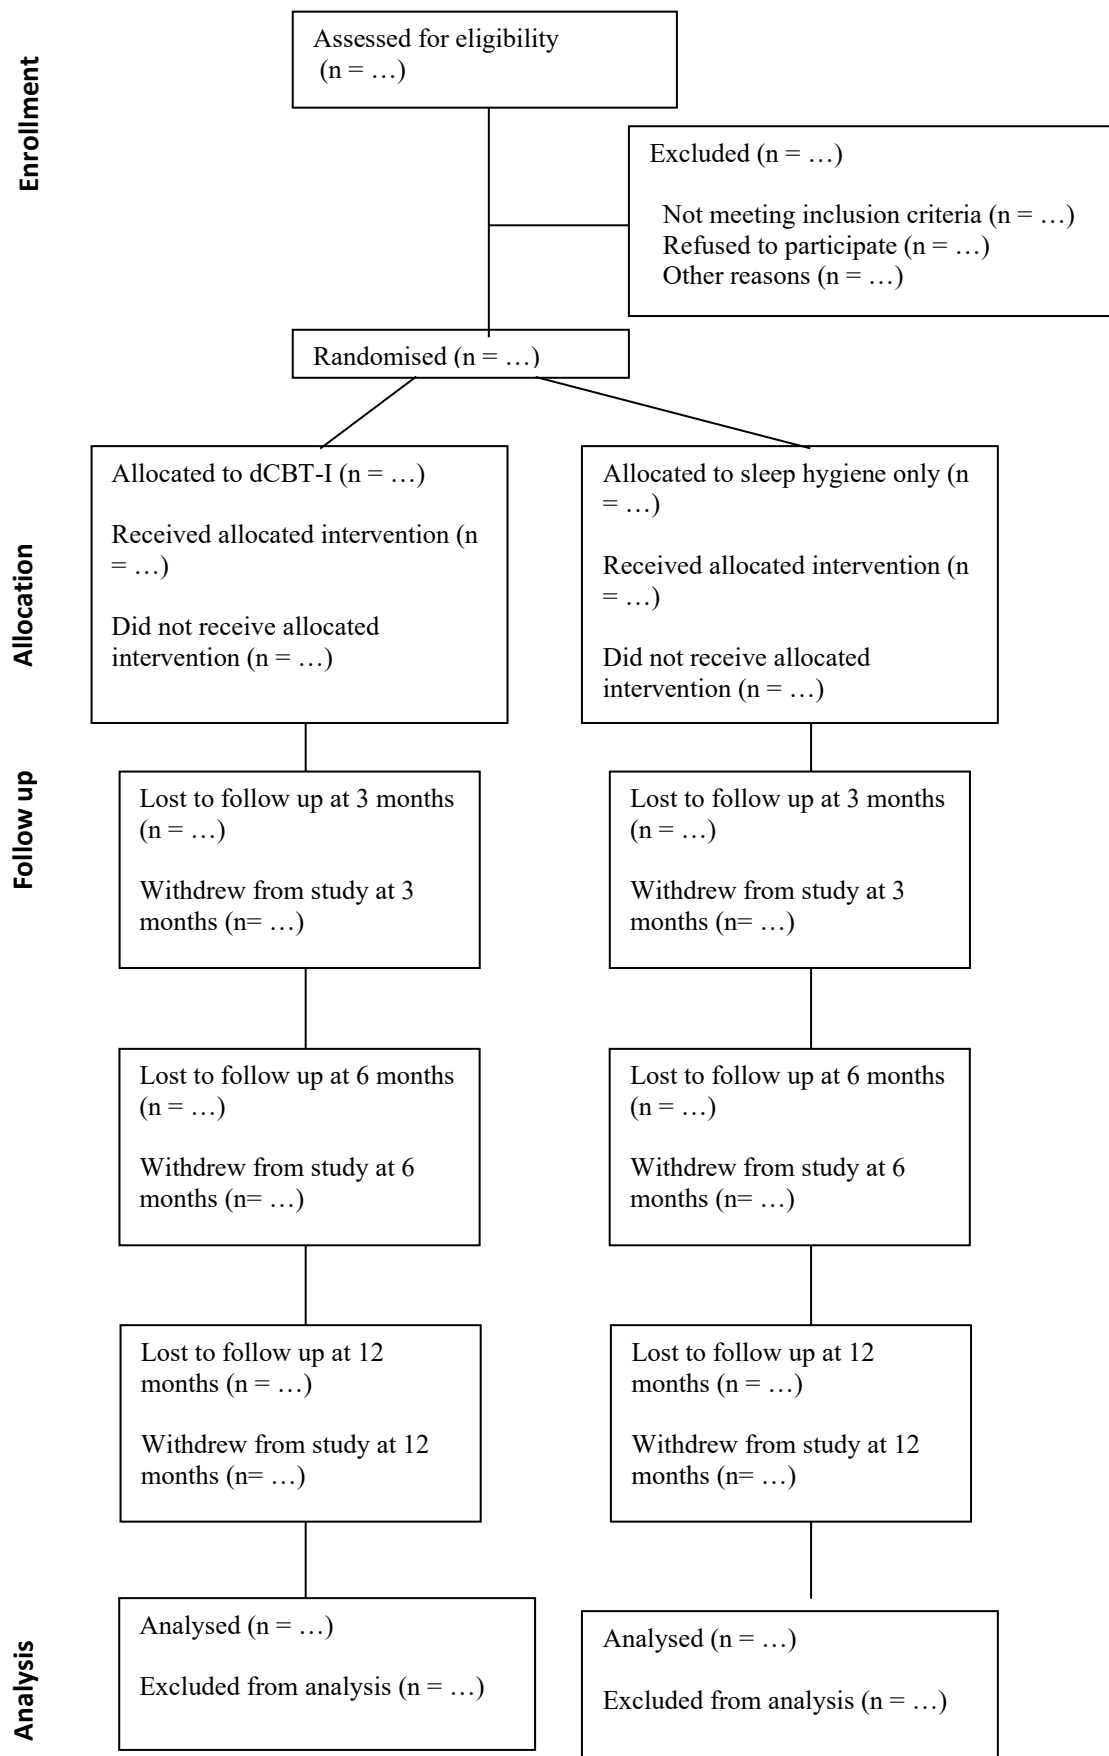 Enrollment
Assessed for eligibility
(n = …)
Excluded (n = …)
Not meeting inclusion criteria (n = …)
Refused to participate (n = …)
Other reasons (n = …)
Randomised (n = …)
Allocation
Allocated to dCBT-I (n = …)
Received allocated intervention (n
= …)
Did not receive allocated
intervention (n = …)
Allocated to sleep hygiene only (n
= …)
Received allocated intervention (n
= …)
Did not receive allocated
intervention (n = …)
Follow up
Lost to follow up at 3 months
(n = …)
Withdrew from study at 3
months (n= …)
Lost to follow up at 3 months
(n = …)
Withdrew from study at 3
months (n= …)
Lost to follow up at 6 months
(n = …)
Withdrew from study at 6
months (n= …)
Lost to follow up at 6 months
(n = …)
Withdrew from study at 6
months (n= …)
Lost to follow up at 12
months (n = …)
Withdrew from study at 12
months (n= …)
Lost to follow up at 12
months (n = …)
Withdrew from study at 12
months (n= …)
Analysis
Analysed (n = …)
Excluded from analysis (n = …)
Analysed (n = …)
Excluded from analysis (n = …)